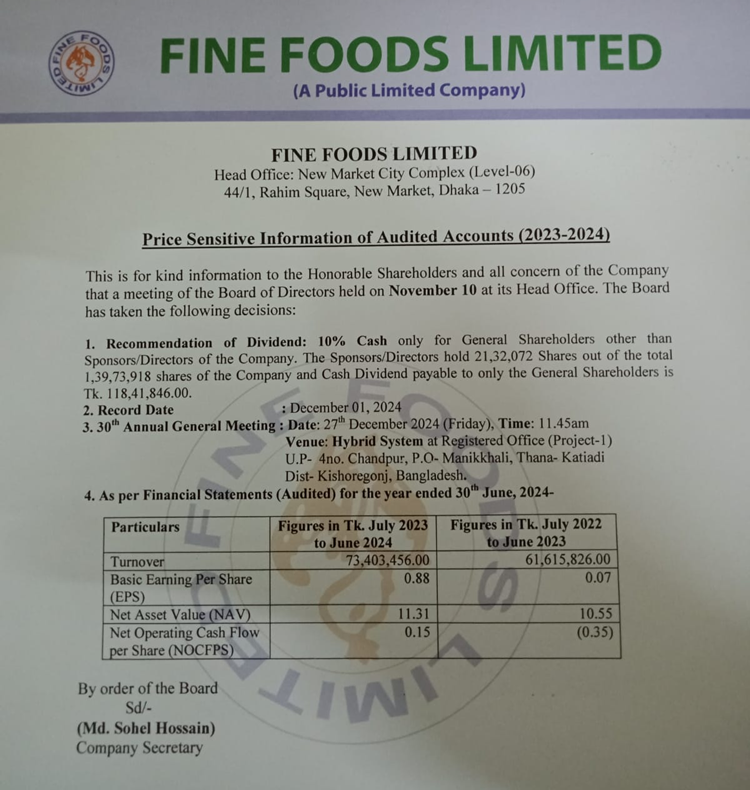 FINE FOODS LIMITED
FINE FOODS LIMITED
(A Public Limited Company)
FINE FOODS LIMITED
Head Office: New Market City Complex (Level-06)
44/1, Rahim Square, New Market, Dhaka – 1205
Price Sensitive Information of Audited Accounts (2023-2024)
This is for kind information to the Honorable Shareholders and all concern of the Company
that a meeting of the Board of Directors held on November 10 at its Head Office. The Board
has taken the following decisions:
1. Recommendation of Dividend: 10% Cash only for General Shareholders other than
Sponsors/Directors of the Company. The Sponsors/Directors hold 21,32,072 Shares out of the total
1,39,73,918 shares of the Company and Cash Dividend payable to only the General Shareholders is
Tk. 118,41,846.00.
2. Record Date : December 01, 2024
3. 30th Annual General Meeting : Date: 27th December 2024 (Friday), Time: 11.45am
Venue: Hybrid System at Registered Office (Project-1)
U.P- 4no. Chandpur, P.O- Manikkhali, Thana- Katiadi
Dist- Kishoregonj, Bangladesh.
4. As per Financial Statements (Audited) for the year ended 30th June, 2024-
Particulars Figures in Tk. July 2023 Figures in Tk. July 2022
to June 2024 to June 2023
Turnover 73,403,456.00 61,615,826.00
Basic Earning Per Share 0.88 0.07
(EPS)
Net Asset Value (NAV) 11.31 10.55
Net Operating Cash Flow 0.15 (0.35)
per Share (NOCFPS)
By order of the Board
Sd/-
(Md. Sohel Hossain)
Company Secretary
FINE FOODS LIMITED